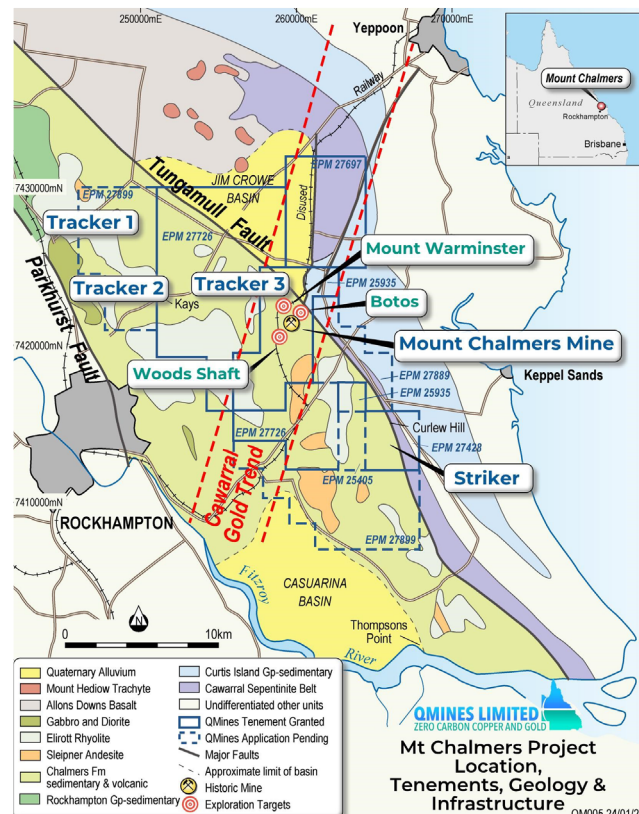 250000mE
260000mE
270000mE
Yeppoon
Railway
Mount Chalmers
Queensland
Rockhampton
Brisbane
Tungamull Fault
JIM CROWE
BASIN
EPM 27697
Disused
7430000mN
EPM 27899
Tracker 1
EPM 27726
Mount Warminster
Tracker 2
Tracker 3
EPM 25935
Kays
Botos
Parkhurst Fault
Mount Chalmers Mine
7420000mN
Woods Shaft
EPM 27889
Keppel Sands
EPM 25935
Curlew Hill
EPM 27726
EPM 27428
Cawarral
Gold Trend
EPM 25405
Striker
7410000mN
ROCKHAMPTON
EPM 27899
CASUARINA
BASIN
Fitzroy
River
Thompsons
Point
N
0
10km
Quaternary Alluvium
Mount Hediow Trachyte
Allons Downs Basalt
Gabbro and Diorite
Elirott Rhyolite
Sleipner Andesite
Chalmers Fm
sedimentary & volcanic
Rockhampton Gp-sedimentary
Curtis Island Gp-sedimentary
Cawarral Sepentinite Belt
Undifferentiated other units
QMines Tenement Granted
QMines Application Pending
Major Faults
Approximate limit of basin
Historic Mine
Exploration Targets
QMINES LIMITED
ZERO CARBON COPPER AND GOLD
Mt Chalmers Project
Location,
Tenements, Geology &
Infrastructure